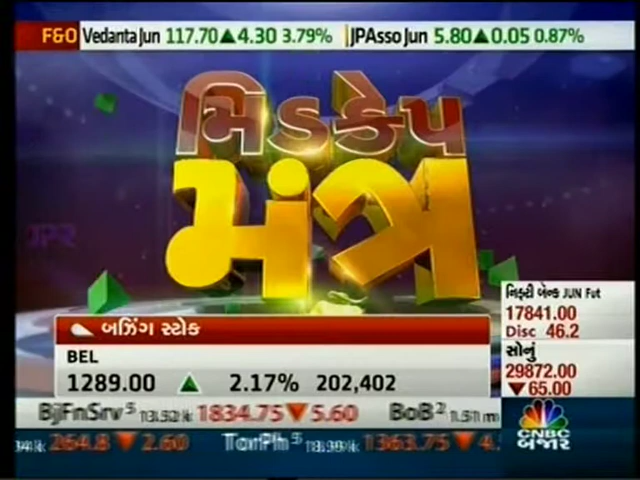 F&O Vedanta Jun 117.70▲4.30 3.79% JPAsso Jun 5.80▲0.05 0.87%
મિડકેપ
મંત્ર
બઝિંગ સ્ટોક
BEL
1289.00 ▲ 2.17% 202,402
નિફ્ટી બેન્ક JUN Fut
17841.00
Disc 46.2
સોનું
29872.00
▼65.00
BjFnSrv 1834.75▼5.60 BoB
264.8▼2.60 1363.75▼4.
CNBC
બજાર